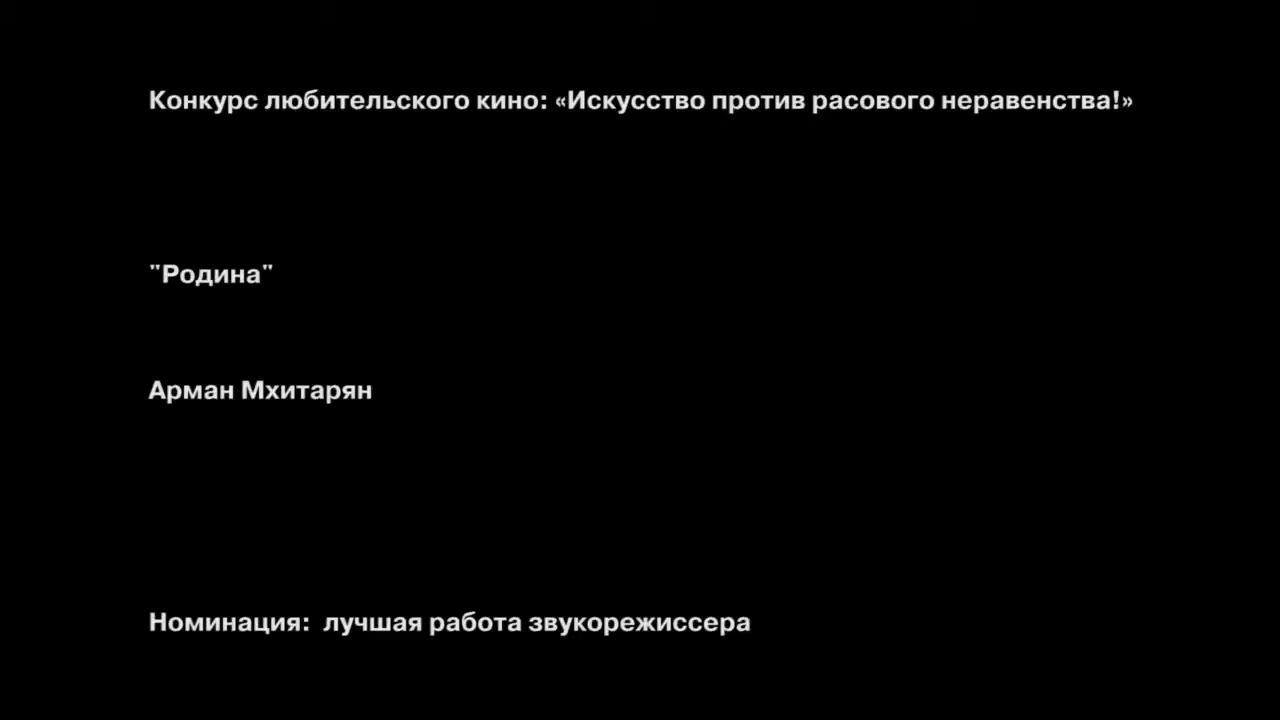 Конкурс любительского кино: «Искусство против расового неравенства!»
"Родина"
Арман Мхитарян
Номинация:  лучшая работа звукорежиссера